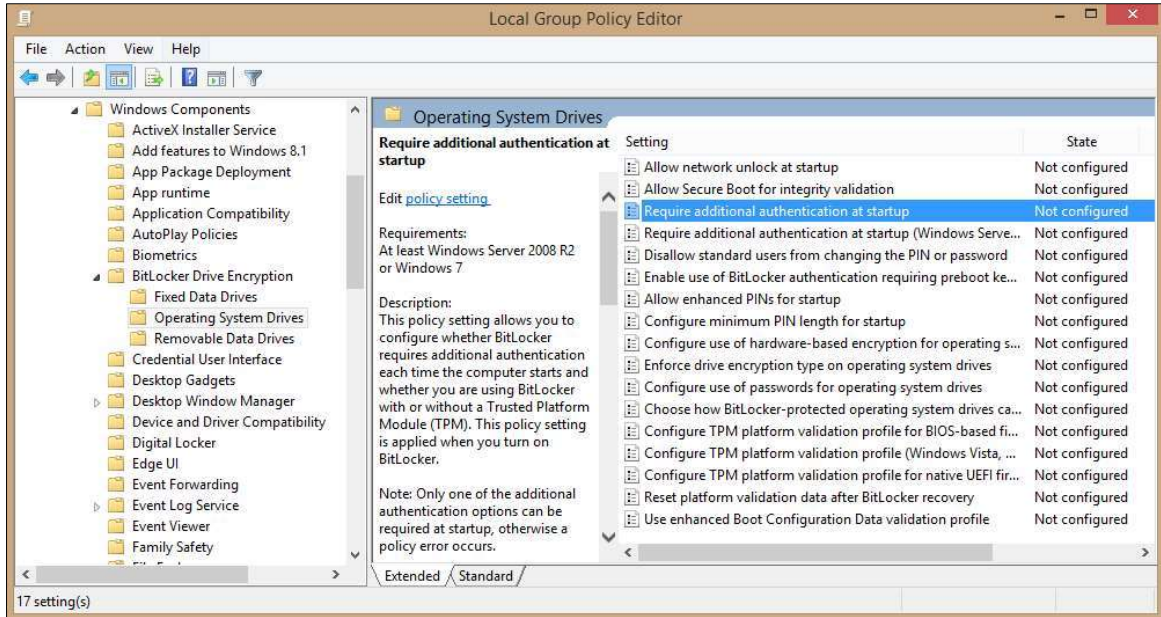 Local Group Policy Editor
File Action View Help
Windows Components
ActiveX Installer Service
Add features to Windows 8.1
App Package Deployment
App runtime
Application Compatibility
AutoPlay Policies
Biometrics
BitLocker Drive Encryption
Fixed Data Drives
Operating System Drives
Removable Data Drives
Credential User Interface
Desktop Gadgets
Desktop Window Manager
Device and Driver Compatibility
Digital Locker
Edge UI
Event Forwarding
Event Log Service
Event Viewer
Family Safety
Operating System Drives
Require additional authentication at
startup
Edit policy setting
Requirements:
At least Windows Server 2008 R2
or Windows 7
Description:
This policy setting allows you to
configure whether BitLocker
requires additional authentication
each time the computer starts and
whether you are using BitLocker
with or without a Trusted Platform
Module (TPM). This policy setting
is applied when you turn on
BitLocker.
Note: Only one of the additional
authentication options can be
required at startup, otherwise a
policy error occurs.
Setting State
Allow network unlock at startup Not configured
Allow Secure Boot for integrity validation Not configured
Require additional authentication at startup Not configured
Require additional authentication at startup (Windows Serve... Not configured
Disallow standard users from changing the PIN or password Not configured
Enable use of BitLocker authentication requiring preboot ke... Not configured
Allow enhanced PINs for startup Not configured
Configure minimum PIN length for startup Not configured
Configure use of hardware-based encryption for operating s... Not configured
Enforce drive encryption type on operating system drives Not configured
Configure use of passwords for operating system drives Not configured
Choose how BitLocker-protected operating system drives ca... Not configured
Configure TPM platform validation profile for BIOS-based fi... Not configured
Configure TPM platform validation profile (Windows Vista, ... Not configured
Configure TPM platform validation profile for native UEFI fir... Not configured
Reset platform validation data after BitLocker recovery Not configured
Use enhanced Boot Configuration Data validation profile Not configured
Extended Standard
17 setting(s)